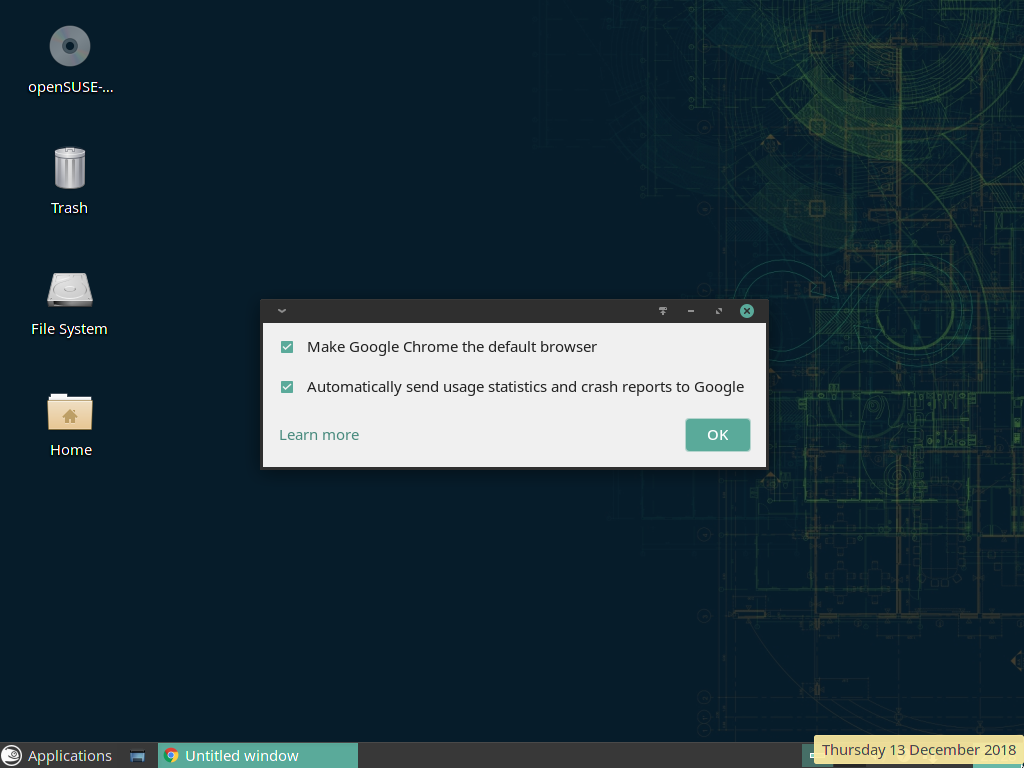 openSUSE-...
Trash
File System
Home
Make Google Chrome the default browser
Automatically send usage statistics and crash reports to Google
Learn more
OK
Applications
Untitled window
Thursday 13 December 2018